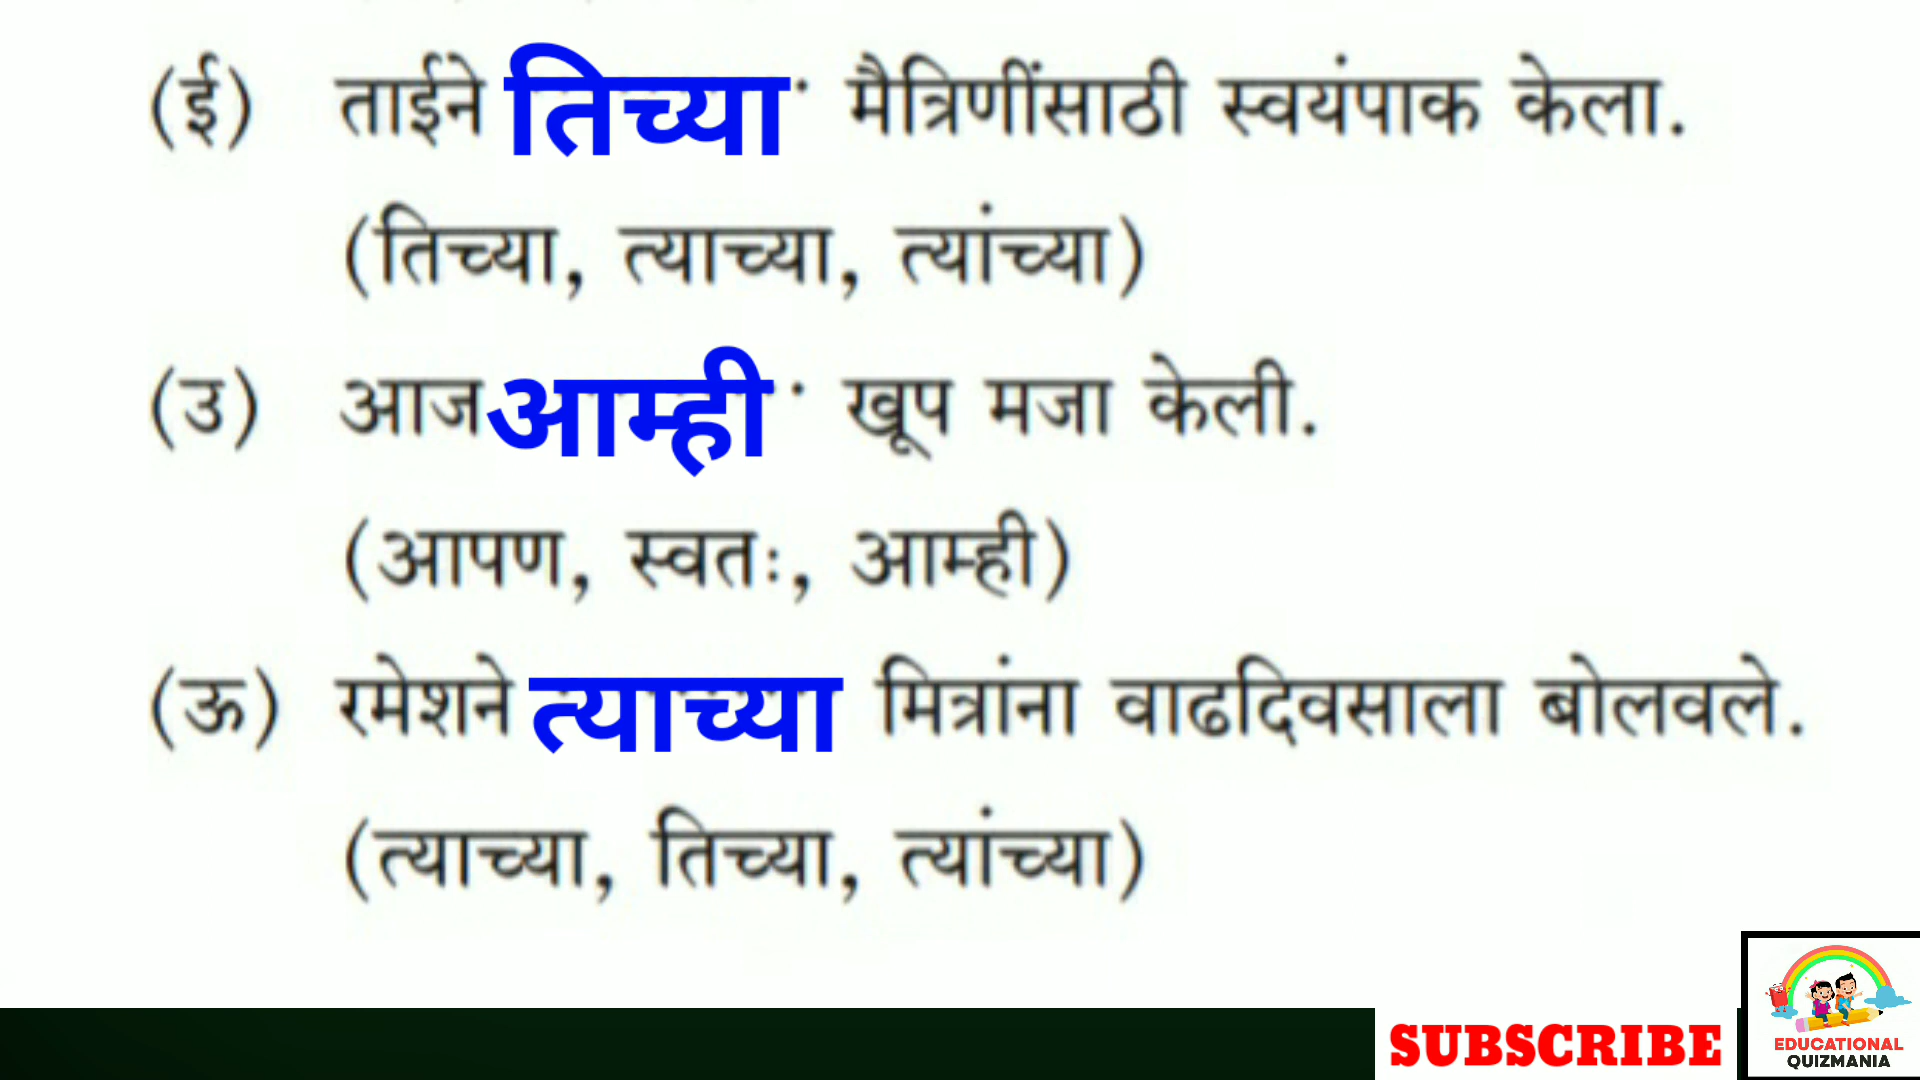 (ई) ताईने तिच्या मैत्रिणींसाठी स्वयंपाक केला.
(तिच्या, त्याच्या, त्यांच्या)
(उ) आज आम्ही खूप मजा केली.
(आपण, स्वतः, आम्ही)
(ऊ) रमेशने त्याच्या मित्रांना वाढदिवसाला बोलवले.
(त्याच्या, तिच्या, त्यांच्या)
SUBSCRIBE
EDUCATIONAL
QUIZMANIA